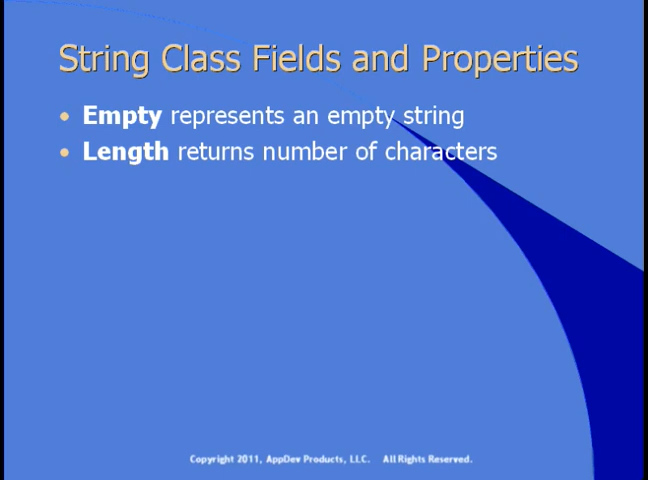 String Class Fields and Properties
• Empty represents an empty string
• Length returns number of characters
Copyright 2011, AppDev Products, LLC. All Rights Reserved.